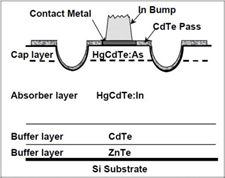 Contact Metal
In Bump
CdTe Pass
Cap layer HgCdTe:As
Absorber layer HgCdTe:In
Buffer layer CdTe
Buffer layer ZnTe
Si Substrate